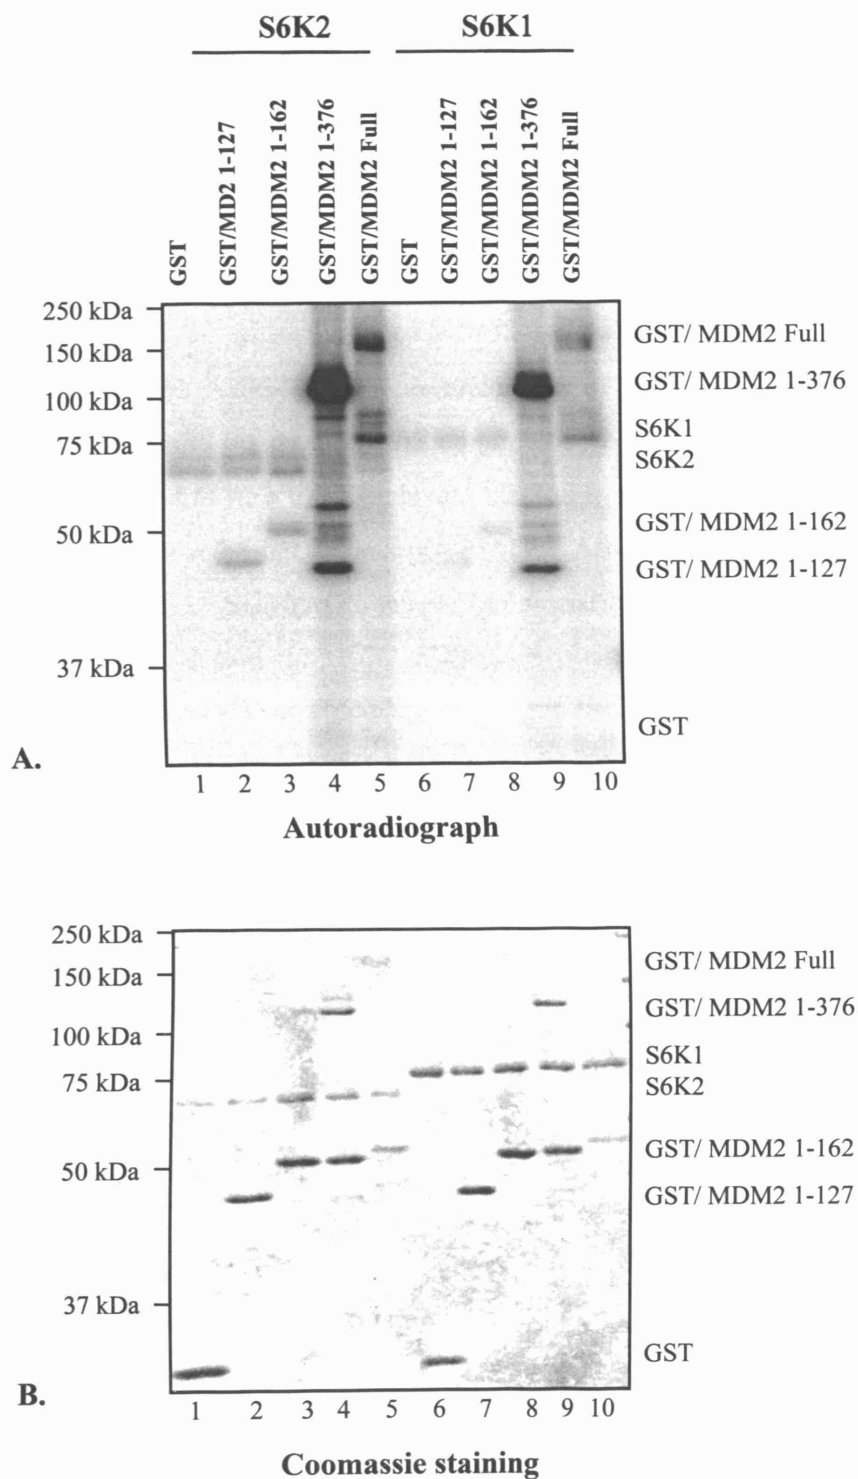 S6K2 S6K1
GST
GST/MD2 1-127
GST/MDM2 1-162
GST/MDM2 1-376
GST/MDM2 Full
GST
GST/MDM2 1-127
GST/MDM2 1-162
GST/MDM2 1-376
GST/MDM2 Full
250 kDa
150 kDa
100 kDa
75 kDa
50 kDa
37 kDa
GST/ MDM2 Full
GST/ MDM2 1-376
S6K1
S6K2
GST/ MDM2 1-162
GST/ MDM2 1-127
GST
A.
1 2 3 4 5 6 7 8 9 10
Autoradiograph
250 kDa
150 kDa
100 kDa
75 kDa
50 kDa
37 kDa
GST/ MDM2 Full
GST/ MDM2 1-376
S6K1
S6K2
GST/ MDM2 1-162
GST/ MDM2 1-127
GST
B.
1 2 3 4 5 6 7 8 9 10
Coomassie staining